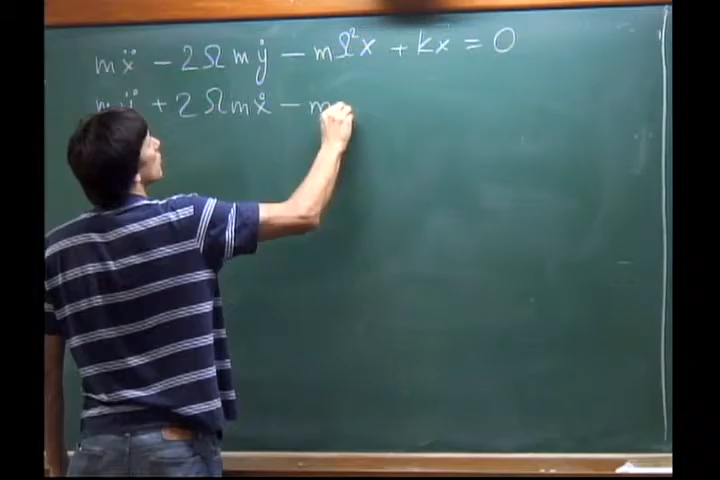 mẍ − 2Ωmẏ − mΩ²x + kx = 0
mÿ + 2Ωmẋ − m